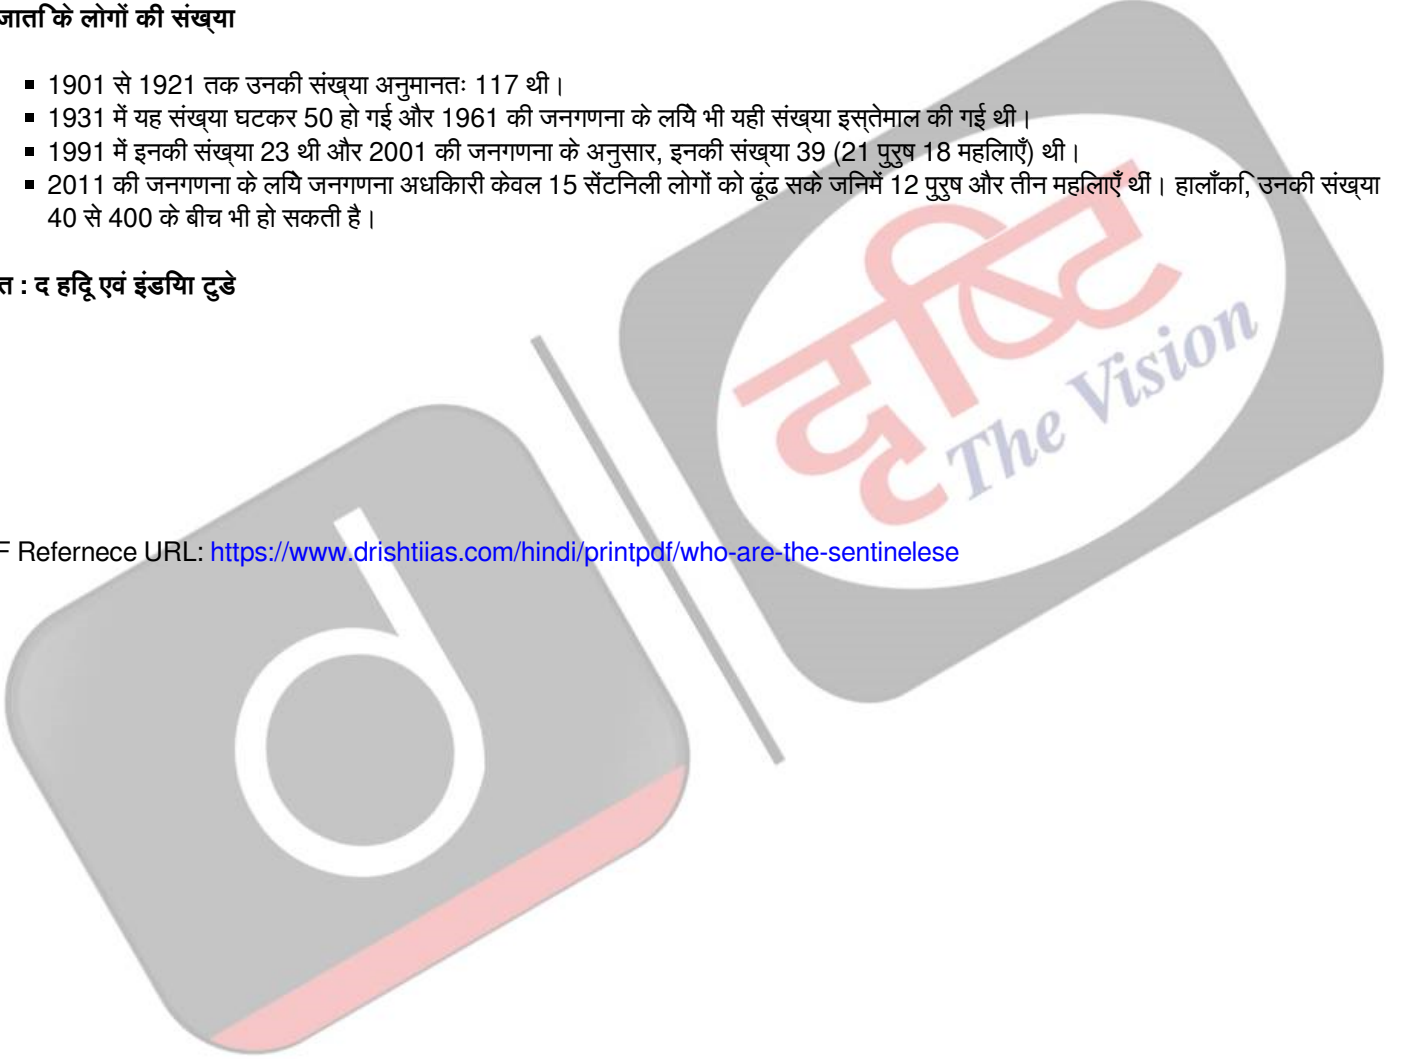 जाति के लोगों की संख्या
▪ 1901 से 1921 तक उनकी संख्या अनुमानतः 117 थी।
▪ 1931 में यह संख्या घटकर 50 हो गई और 1961 की जनगणना के लिये भी यही संख्या इस्तेमाल की गई थी।
▪ 1991 में इनकी संख्या 23 थी और 2001 की जनगणना के अनुसार, इनकी संख्या 39 (21 पुरुष 18 महिलाएँ) थी।
▪ 2011 की जनगणना के लिये जनगणना अधिकारी केवल 15 सेंटिनली लोगों को ढूंढ सके जिनमें 12 पुरुष और तीन महिलाएँ थीं। हालाँकि, उनकी संख्या
40 से 400 के बीच भी हो सकती है।
त : द हिंदू एवं इंडिया टुडे
दृष्टि
The Vision
F Refernece URL: https://www.drishtiias.com/hindi/printpdf/who-are-the-sentinelese
d